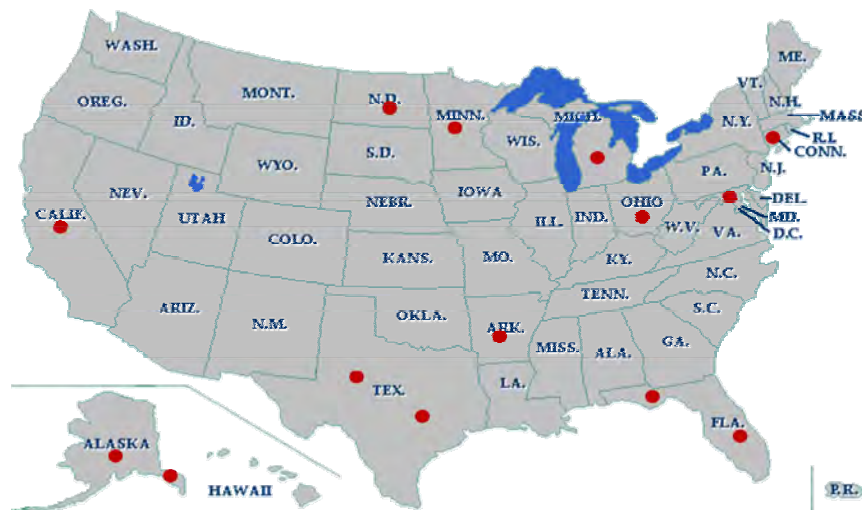 WASH.
MONT.
N.D.
MINN.
ME.
VT.
N.H.
OREG.
ID.
MICH.
N.Y.
MASS
WIS.
R.I.
CONN.
S.D.
WYO.
PA.
N.J.
NEV.
IOWA
NEBR.
OHIO
DEL.
CALIF.
UTAH
ILL.
IND.
MD.
W.V.
VA.
D.C.
COLO.
KANS.
MO.
KY.
N.C.
TENN.
ARIZ.
N.M.
OKLA.
ARK.
S.C.
MISS.
ALA.
GA.
TEX.
LA.
FLA.
ALASKA
HAWAII
P.R.